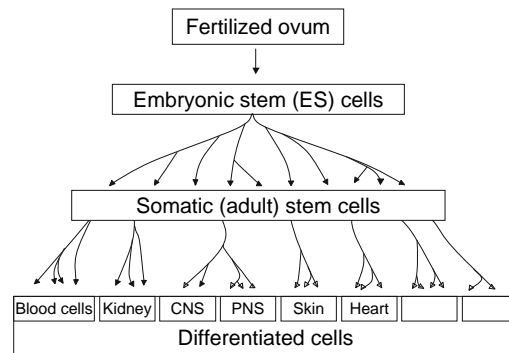 Fertilized ovum
Embryonic stem (ES) cells
Somatic (adult) stem cells
Blood cells Kidney CNS PNS Skin Heart
Differentiated cells